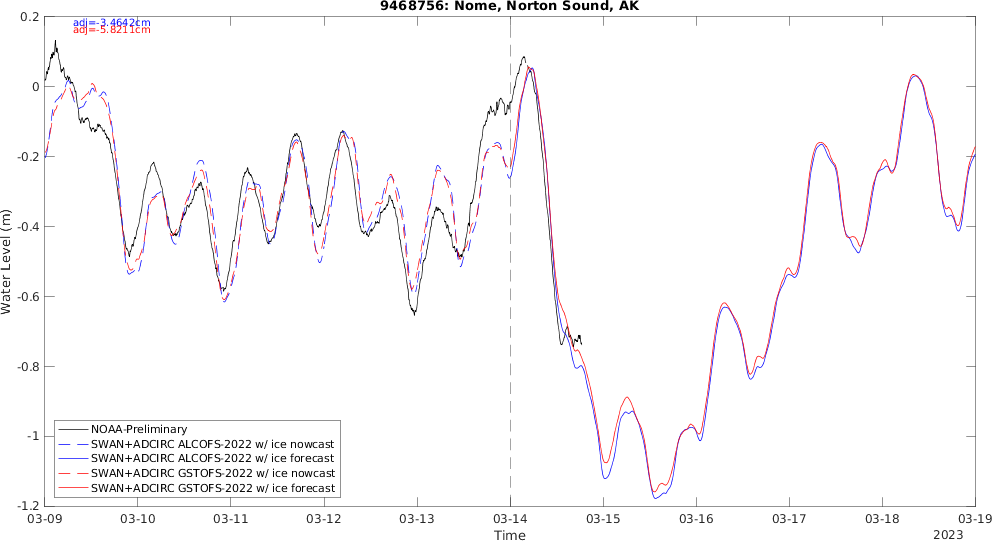 9468756: Nome, Norton Sound, AK
adj=-3.4642cm
adj=-5.8211cm
0.2
0
-0.2
-0.4
-0.6
-0.8
-1
-1.2
Water Level (m)
NOAA-Preliminary
SWAN+ADCIRC ALCOFS-2022 w/ ice nowcast
SWAN+ADCIRC ALCOFS-2022 w/ ice forecast
SWAN+ADCIRC GSTOFS-2022 w/ ice nowcast
SWAN+ADCIRC GSTOFS-2022 w/ ice forecast
03-09 03-10 03-11 03-12 03-13 03-14 03-15 03-16 03-17 03-18 03-19
Time
2023